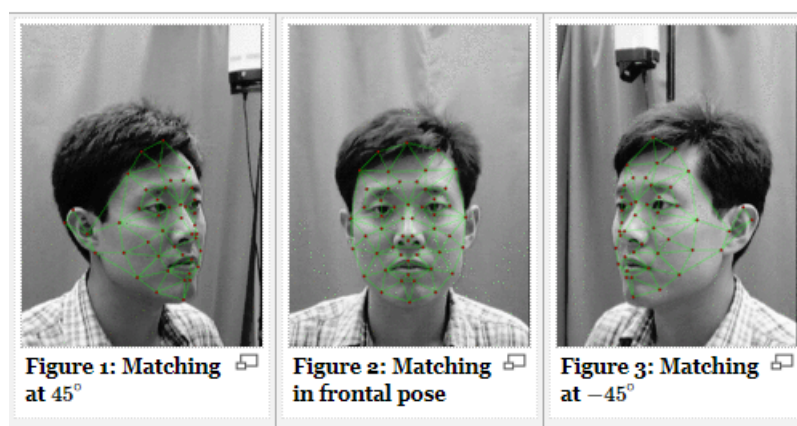 Figure 1: Matching
at 45°
Figure 2: Matching
in frontal pose
Figure 3: Matching
at −45°